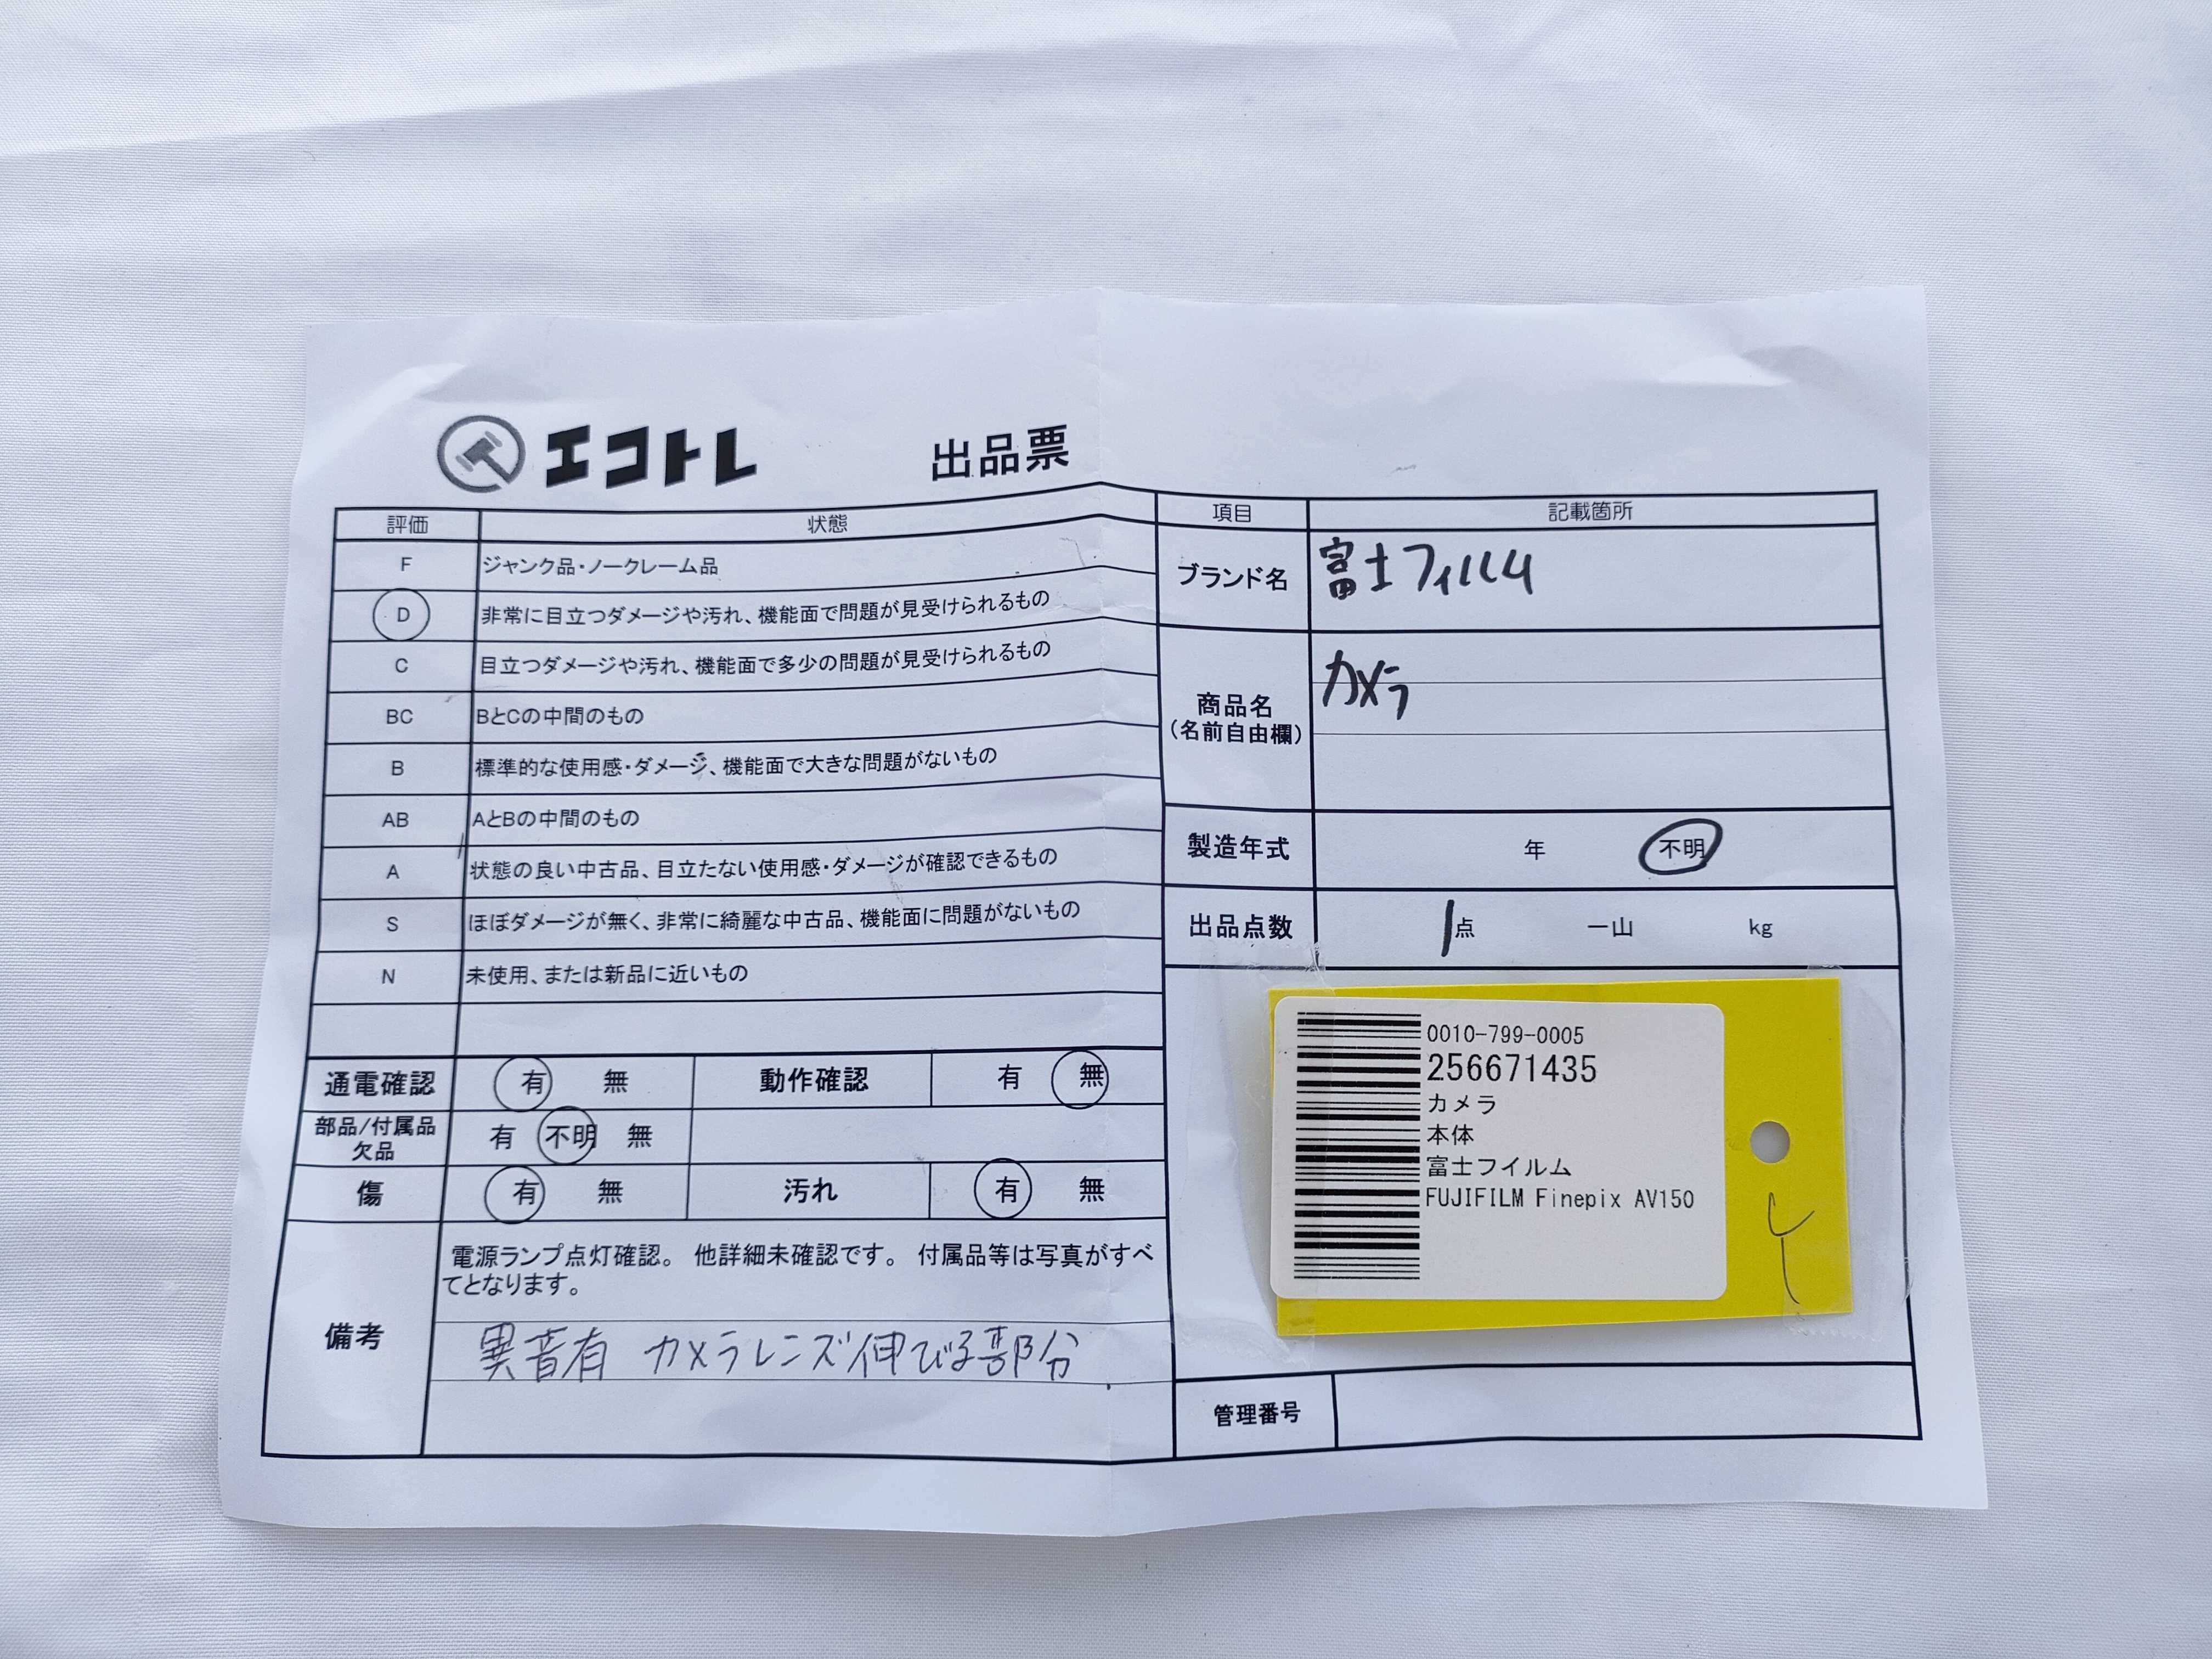 エコトレ 出品票
評価 状態
F ジャンク品・ノークレーム品
D 非常に目立つダメージや汚れ、機能面で問題が見受けられるもの
C 目立つダメージや汚れ、機能面で多少の問題が見受けられるもの
BC BとCの中間のもの
B 標準的な使用感・ダメージ、機能面で大きな問題がないもの
AB AとBの中間のもの
A 状態の良い中古品、目立たない使用感・ダメージが確認できるもの
S ほぼダメージが無く、非常に綺麗な中古品、機能面に問題がないもの
N 未使用、または新品に近いもの
通電確認 有 無 動作確認 有 無
部品/付属品
欠品
有 不明 無
傷 有 無 汚れ 有 無
備考
電源ランプ点灯確認。 他詳細未確認です。 付属品等は写真がすべ
てとなります。
異音有 カメラレンズ伸びる部分
項目 記載箇所
ブランド名 富士フィルム
商品名
(名前自由欄)
カメラ
製造年式 年 不明
出品点数 1点 一山 kg
0010-799-0005
256671435
カメラ
本体
富士フイルム
FUJIFILM Finepix AV150
管理番号